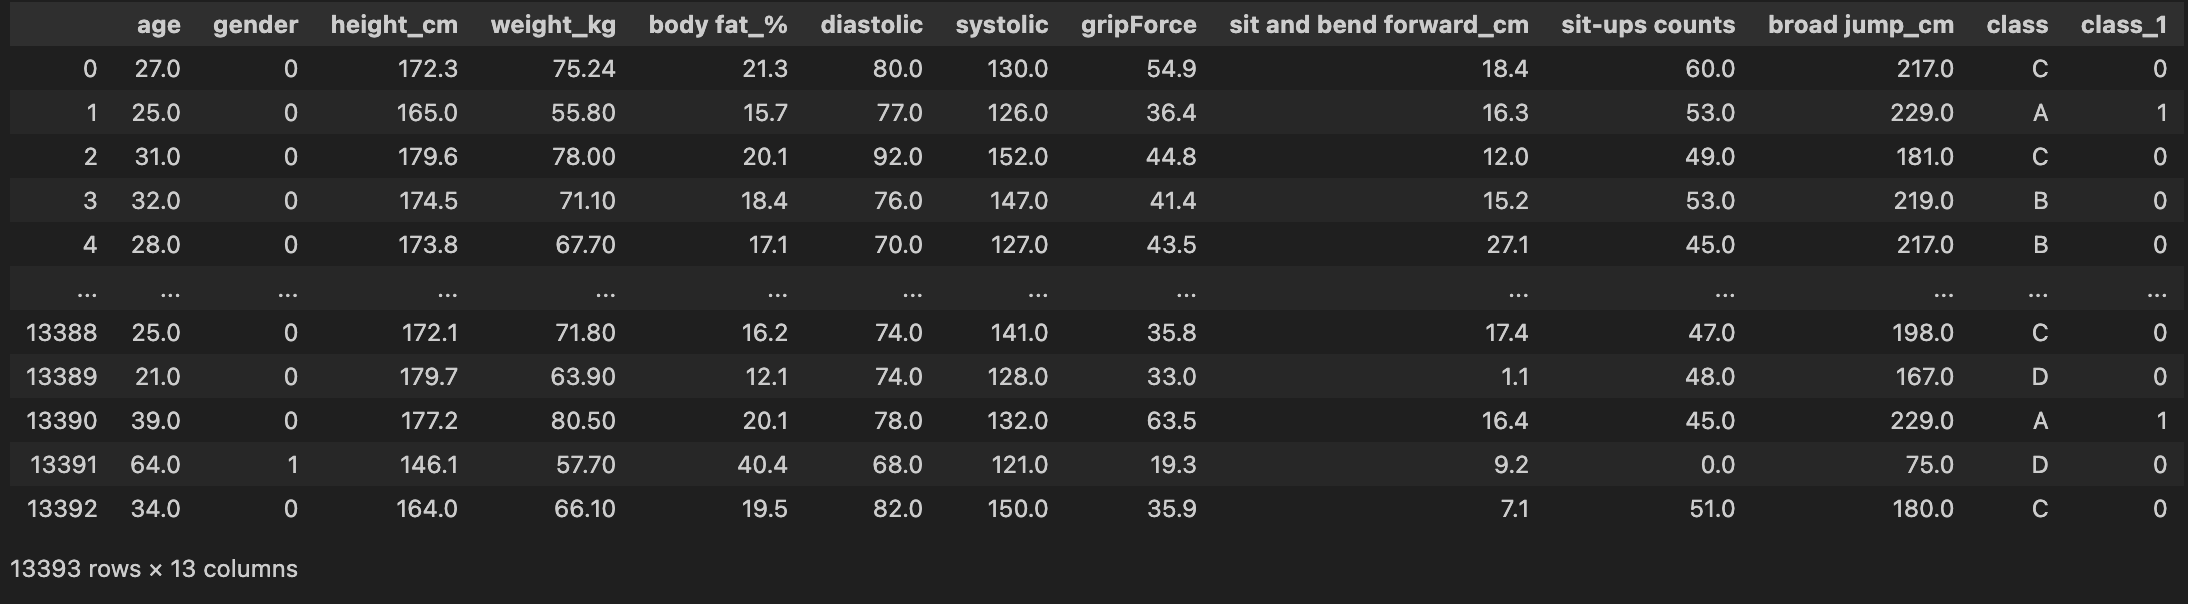 age gender height_cm weight_kg body fat_% diastolic systolic gripForce sit and bend forward_cm sit-ups counts broad jump_cm class class_1
0 27.0 0 172.3 75.24 21.3 80.0 130.0 54.9 18.4 60.0 217.0 C 0
1 25.0 0 165.0 55.80 15.7 77.0 126.0 36.4 16.3 53.0 229.0 A 1
2 31.0 0 179.6 78.00 20.1 92.0 152.0 44.8 12.0 49.0 181.0 C 0
3 32.0 0 174.5 71.10 18.4 76.0 147.0 41.4 15.2 53.0 219.0 B 0
4 28.0 0 173.8 67.70 17.1 70.0 127.0 43.5 27.1 45.0 217.0 B 0
... ... ... ... ... ... ... ... ... ... ... ... ... ...
13388 25.0 0 172.1 71.80 16.2 74.0 141.0 35.8 17.4 47.0 198.0 C 0
13389 21.0 0 179.7 63.90 12.1 74.0 128.0 33.0 1.1 48.0 167.0 D 0
13390 39.0 0 177.2 80.50 20.1 78.0 132.0 63.5 16.4 45.0 229.0 A 1
13391 64.0 1 146.1 57.70 40.4 68.0 121.0 19.3 9.2 0.0 75.0 D 0
13392 34.0 0 164.0 66.10 19.5 82.0 150.0 35.9 7.1 51.0 180.0 C 0
13393 rows × 13 columns